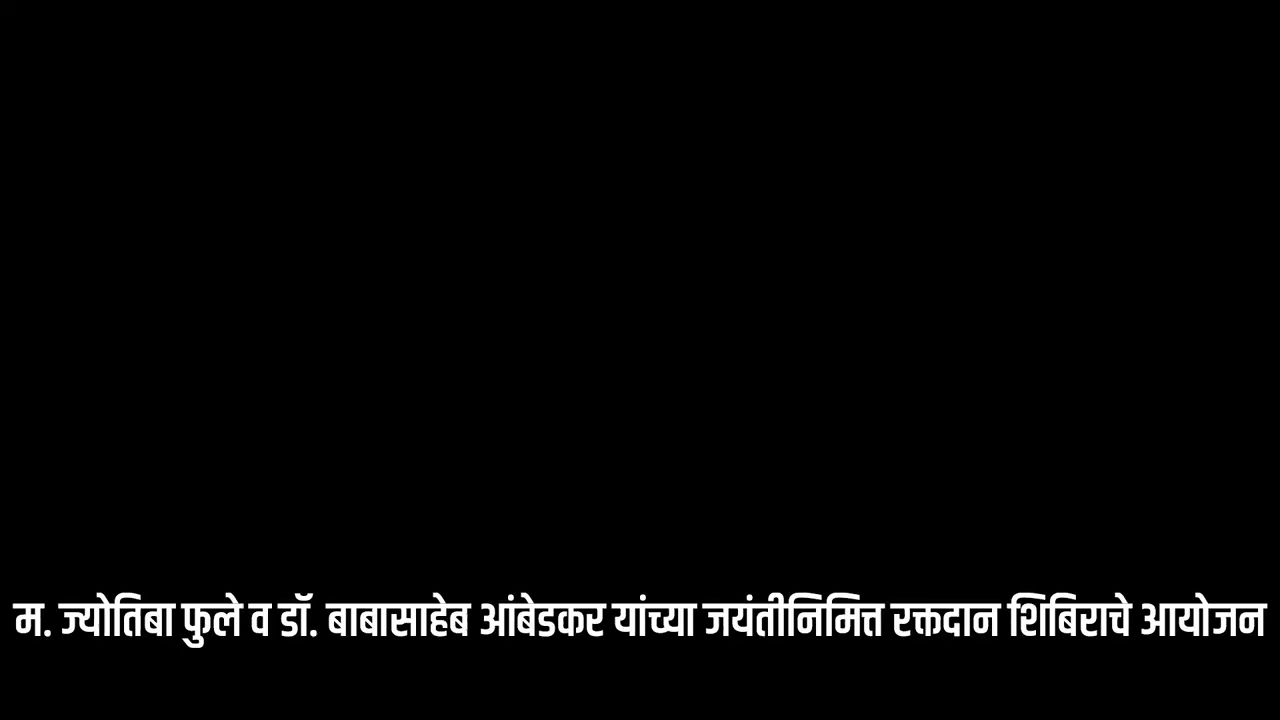 म. ज्योतिबा फुले व डॉ. बाबासाहेब आंबेडकर यांच्या जयंतीनिमित्त रक्तदान शिबिराचे आयोजन